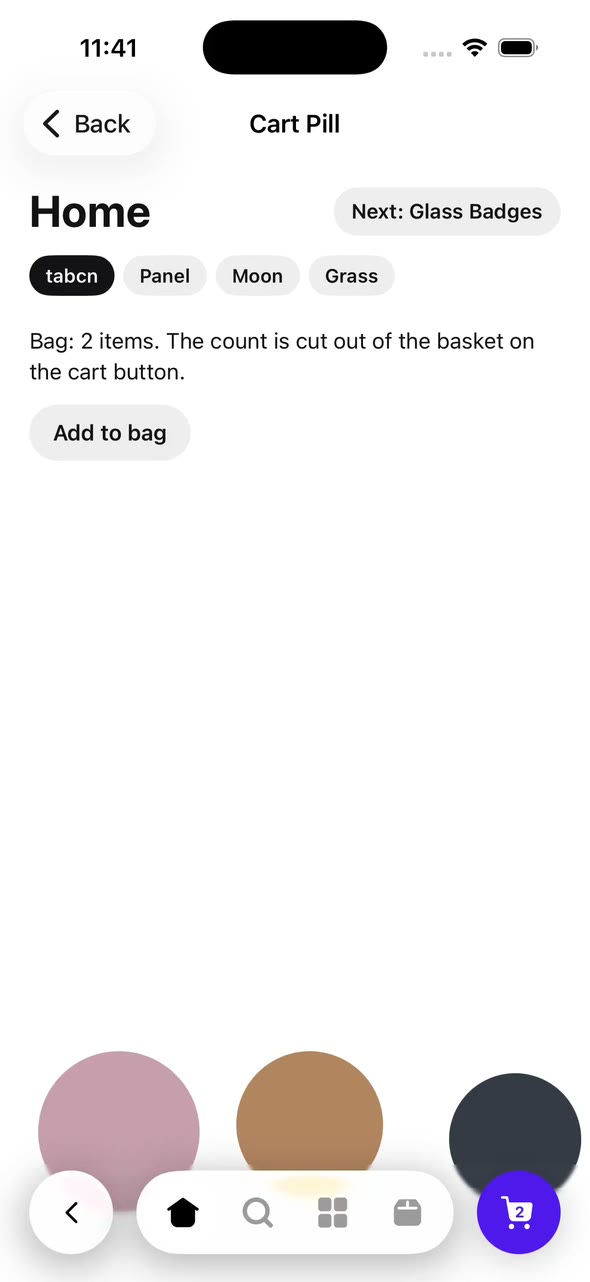 11:41
Back
Cart Pill
Home
Next: Glass Badges
tabcn
Panel
Moon
Grass
Bag: 2 items. The count is cut out of the basket on
the cart button.
Add to bag
2